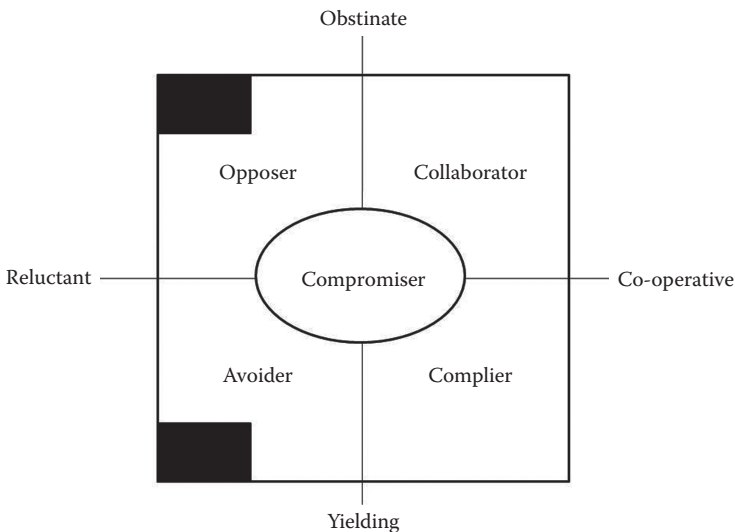 Obstinate
Opposer
Collaborator
Reluctant
Compromiser
Co-operative
Avoider
Complier
Yielding